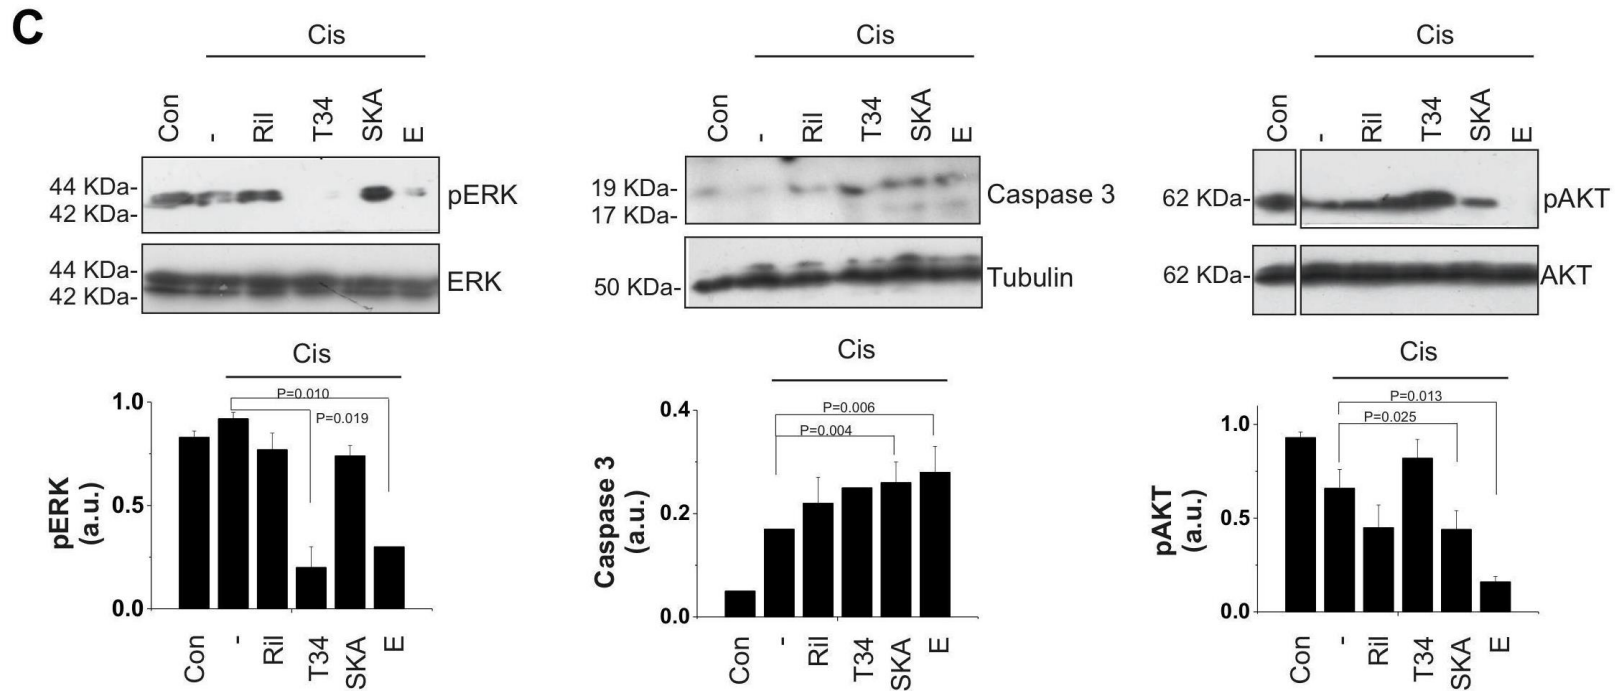 C
Cis
Con - Ril T34 SKA E
44 KDa-
42 KDa-
pERK
44 KDa-
42 KDa-
ERK
Cis
P=0.010
P=0.019
1.0
0.5
0.0
pERK
(a.u.)
Con - Ril T34 SKA E
Cis
Con - Ril T34 SKA E
19 KDa-
17 KDa-
Caspase 3
50 KDa-
Tubulin
Cis
P=0.006
P=0.004
0.4
0.2
0.0
Caspase 3
(a.u.)
Con - Ril T34 SKA E
Cis
Con - Ril T34 SKA E
62 KDa-
pAKT
62 KDa-
AKT
Cis
P=0.013
P=0.025
1.0
0.5
0.0
pAKT
(a.u.)
Con - Ril T34 SKA E